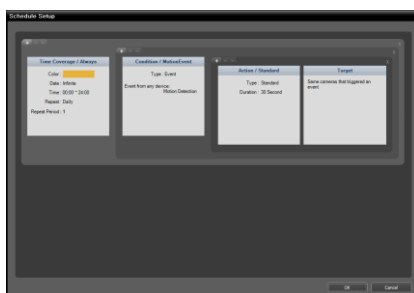 Schedule Setup
Time Coverage / Always
Color :
Date : Infinite
Time : 00:00 ~ 24:00
Repeat : Daily
Repeat Period : 1
Condition / MotionEvent
Type : Event
Event from any device:
Motion Detection
Action / Standard
Type : Standard
Duration : 30 Second
Target
Same cameras that triggered an
event
OK
Cancel